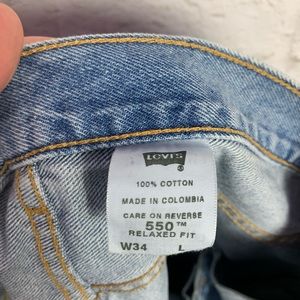 LEVI'S
®
100% COTTON
MADE IN COLOMBIA
CARE ON REVERSE
550™
RELAXED FIT
W34 L